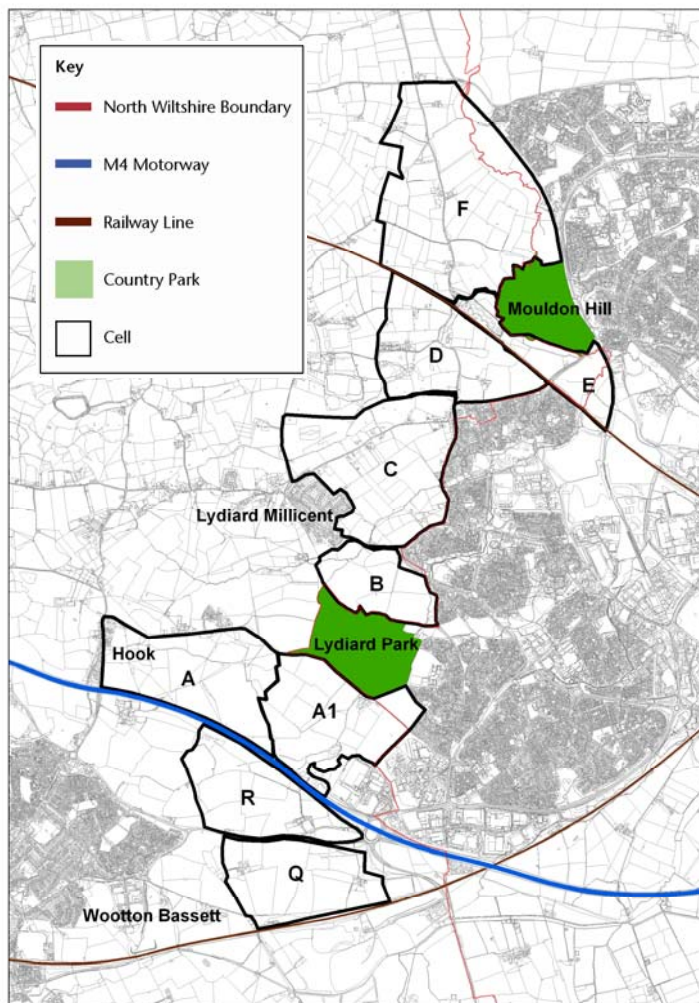 Key
North Wiltshire Boundary
M4 Motorway
Railway Line
Country Park
Cell
F
Mouldon Hill
D
E
C
Lydiard Millicent
B
Lydiard Park
Hook
A
A1
R
Q
Wootton Bassett